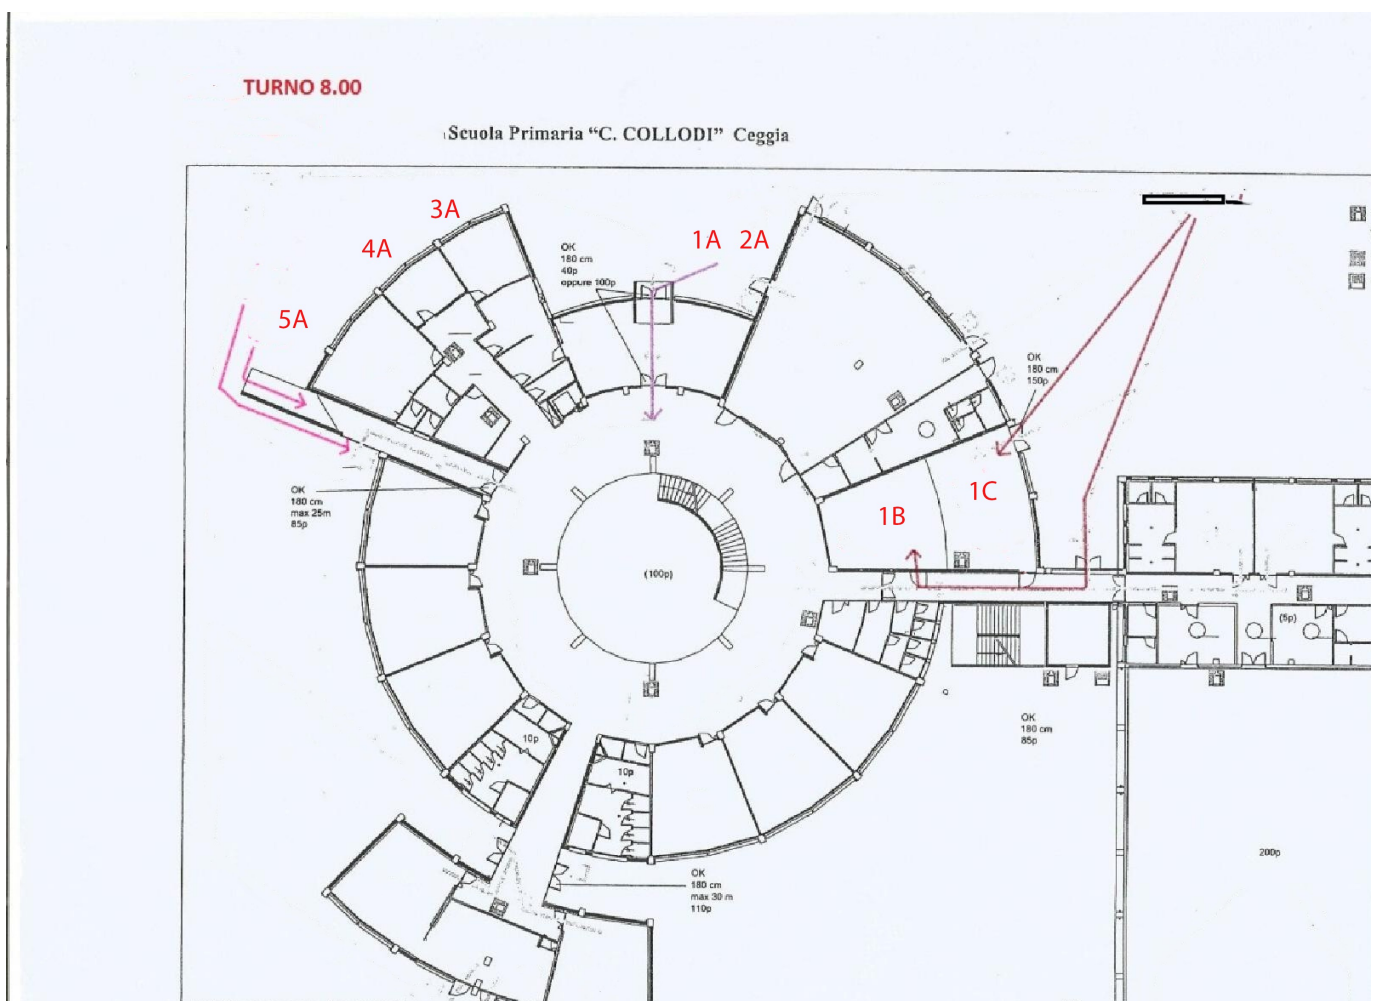 TURNO 8.00
Scuola Primaria “C. COLLODI” Ceggia
3A
4A
5A
1A 2A
OK
180 cm
40p
oppure 100p
OK
180 cm
150p
1C
1B
OK
180 cm
max 25m
85p
(100p)
(5p)
OK
180 cm
85p
10p
10p
200p
OK
180 cm
max 30 m
110p